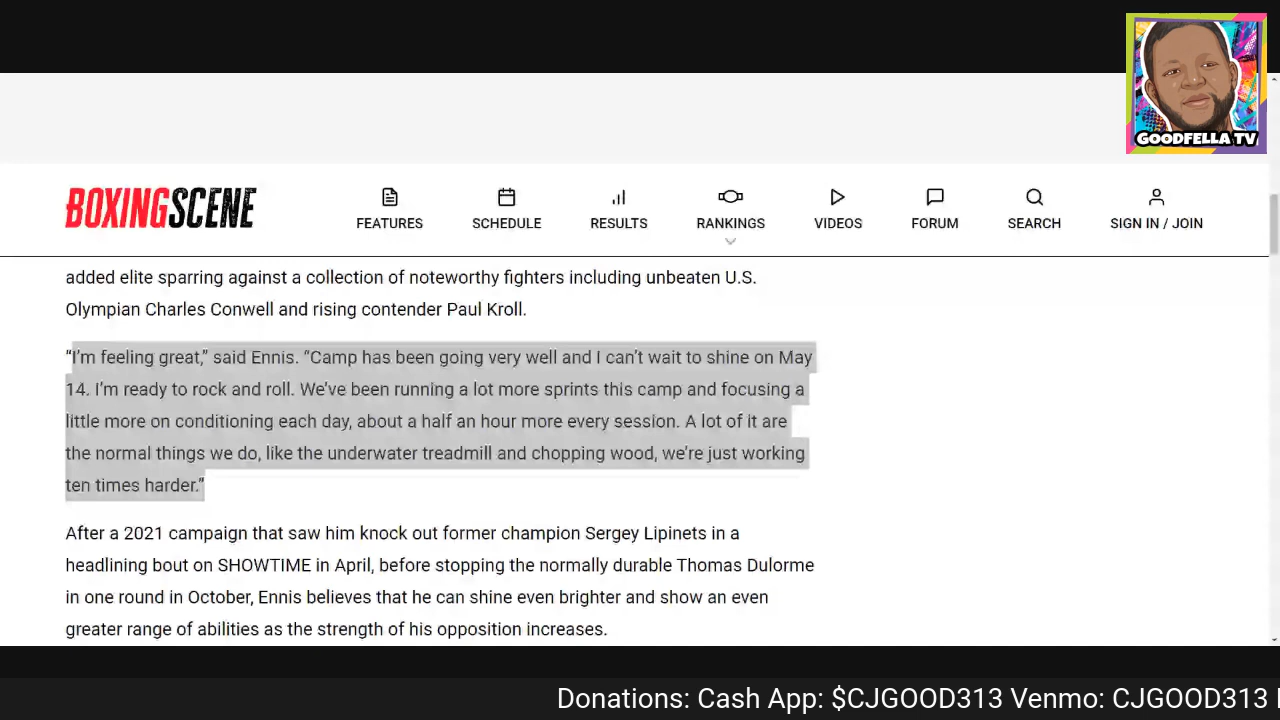 GOODFELLA TV
BOXINGSCENE
FEATURES
SCHEDULE
RESULTS
RANKINGS
VIDEOS
FORUM
SEARCH
SIGN IN / JOIN
added elite sparring against a collection of noteworthy fighters including unbeaten U.S.
Olympian Charles Conwell and rising contender Paul Kroll.
“I’m feeling great,” said Ennis. “Camp has been going very well and I can’t wait to shine on May
14. I’m ready to rock and roll. We’ve been running a lot more sprints this camp and focusing a
little more on conditioning each day, about a half an hour more every session. A lot of it are
the normal things we do, like the underwater treadmill and chopping wood, we’re just working
ten times harder.”
After a 2021 campaign that saw him knock out former champion Sergey Lipinets in a
headlining bout on SHOWTIME in April, before stopping the normally durable Thomas Dulorme
in one round in October, Ennis believes that he can shine even brighter and show an even
greater range of abilities as the strength of his opposition increases.
Donations: Cash App: $CJGOOD313 Venmo: CJGOOD313